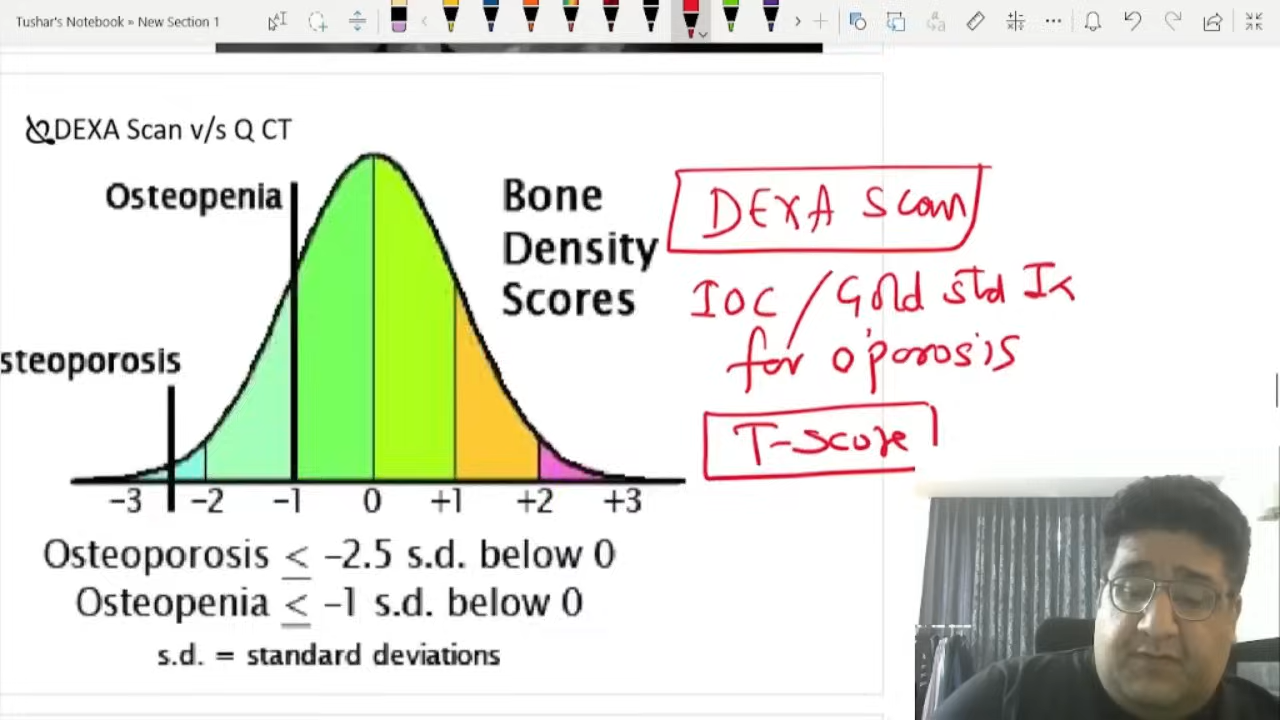 Tushar's Notebook » New Section 1
DEXA Scan v/s Q CT
Osteopenia
Bone
Density
Scores
steoporosis
-3 -2 -1 0 +1 +2 +3
Osteoporosis ≤ -2.5 s.d. below 0
Osteopenia ≤ -1 s.d. below 0
s.d. = standard deviations
DEXA Scan
IOC / Gold std Ix
for o'porosis
T-score